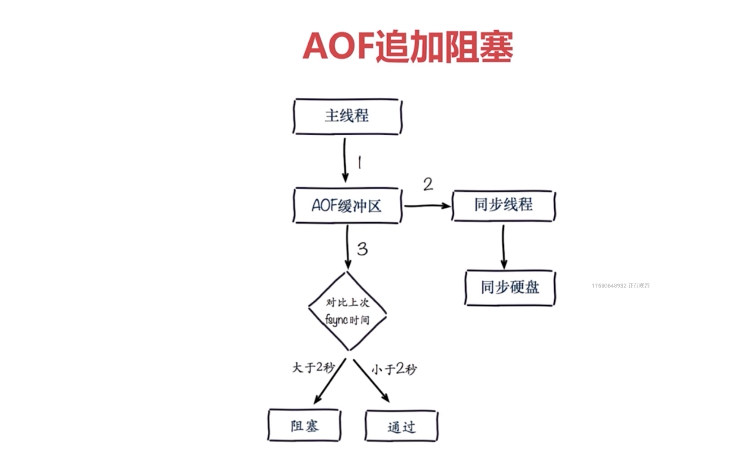 AOF追加阻塞
主线程
1
AOF缓冲区
2
同步线程
3
同步硬盘
对比上次
fsync时间
大于2秒
小于2秒
阻塞
通过